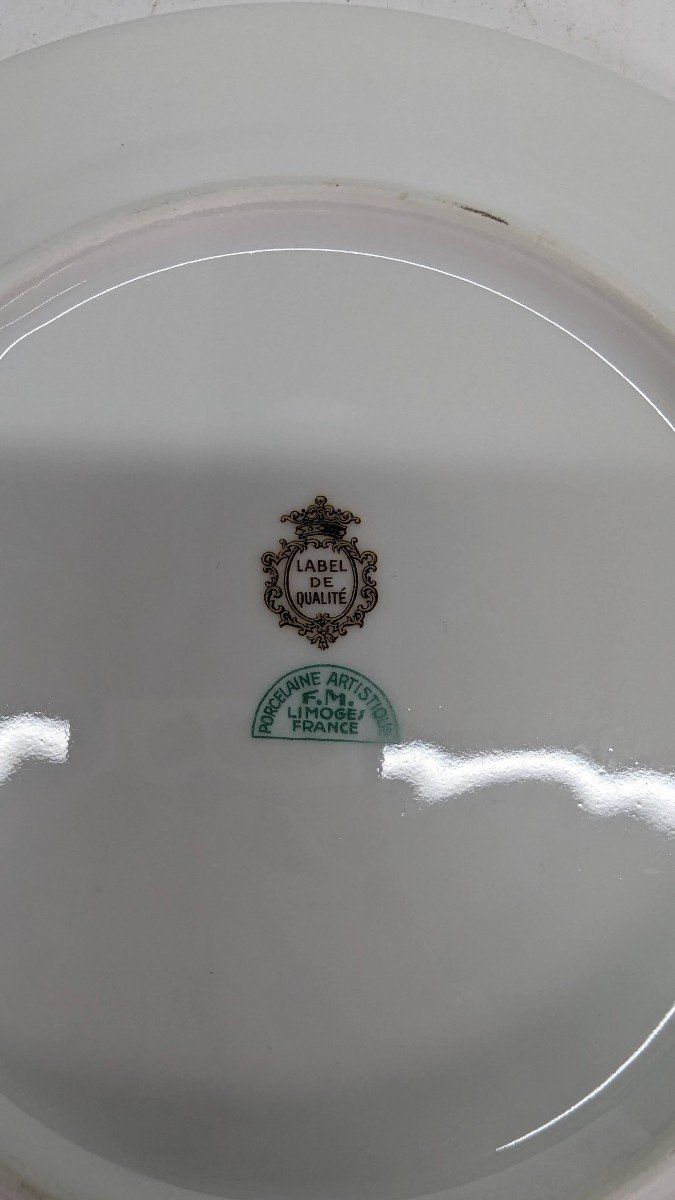 LABEL
DE
QUALITÉ
PORCELAINE ARTISTIQUE
F.M.
LIMOGES
FRANCE